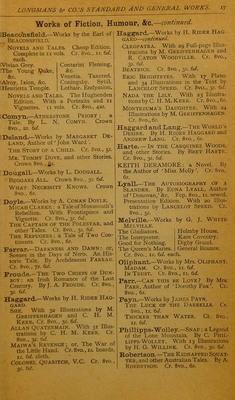 LONGMANS & CO.'S STANDARD AND GENERAL WORKS. 15
Works of Fiction, Humour, &c.—continued.
Beaconsfield.—Works by the Earl of
BEACONSFIELD.
NOVELS AND TALES. Cheap Edition.
Complete in 11 vols. Cr. 8vo., 1s. 6d.
each.
Vivian Grey.
The Young Duke,
&c.
Alroy, Ixion, &c.
Contarini Fleming,
&c.
Venetia. Tancred.
Coningsby. Sybil.
Henrietta Temple.
Lothair. Endymion.
NOVELS AND TALES. The Hughenden
Edition. With 2 Portraits and 11
Vignettes. 11 vols. Cr. 8vo.,
Comyn.—ATHERSTONE PRIORY: a
Tale. By L. N. COMYN. Crown
8vo., 2s. 6d.
Deland.—Works by MARGARET DE-
LAND, Author of 'John Ward'.
THE STORY OF A CHILD. Cr. 8vo., 5s.
MR. TOMMY DOVE, and other Stories.
Crown 8vo., 6s.
Dougall.—Works by L. DOUGALL.
BEGGARS ALL. Crown 8vo., 3s. 6d.
WHAT NECESSITY KNOWS. Crown
8vo., 6s.
Doyle.—Works by A. CONAN DOYLE.
MICAH CLARKE: a Tale of Monmouth's
Rebellion. With Frontispiece and
Vignette. Cr. 8vo., 3s. 6d.
THE CAPTAIN OF THE POLESTAR, and
other Tales. Cr. 8vo., 3s. 6d.
THE REFUGEES: a Tale of Two Con-
tinents. Cr. 8vo., 6s.
Farrar.—DARKNESS AND DAWN: or,
Scenes in the Days of Nero. An His-
toric Tale. By Archdeacon FARRAR.
Cr. 8vo., 7s. 6d.
Froude.—THE TWO CHIEFS OF DUN-
BOY: an Irish Romance of the Last
Century. By J. A. FROUDE. Cr. 8vo.,
3s. 6d.
Haggard.—Works by H. RIDER HAG-
GARD.
SHE. With 32 Illustrations by M.
GREIFFENHAGEN and C. H. M.
KERR. Cr. 8vo., 3s. 6d.
ALLAN QUATERMAIN. With 31 Illus-
trations by C. H. M. KERR. Cr.
8vo., 3s. 6d.
MAIWA'S REVENGE; or, The War of
the Little Hand. Cr. 8vo., 1s. boards,
1s. 6d. cloth.
COLONEL QUARITCH, V.C. Cr. 8vo.,
3s. 6d.
Haggard.—Works by H. RIDER HAG-
GARD—continued.
CLEOPATRA. With 29 Full-page Illus-
trations by M. GREIFFENHAGEN and
R. CATON WOODVILLE. Cr. 8vo.,
3s. 6d.
BEATRICE. Cr. 8vo., 3s. 6d.
ERIC BRIGHTEYES. With 17 Plates
and 34 Illustrations in the Text by
LANCELOT SPEED. Cr. 8vo., 3s. 6d.
NADA THE LILY. With 23 Illustra-
tions by C. H. M. KERR. Cr. 8vo., 6s.
MONTEZUMA'S DAUGHTER. With 24
Illustrations by M. GREIFFENHAGEN.
Cr. 8vo., 6s.
Haggard and Lang.—THE WORLD'S
DESIRE. By H. RIDER HAGGARD and
ANDREW LANG. Cr. 8vo., 6s.
Harte.—IN THE CARQUINEZ WOODS,
and other Stories. By BRET HARTE.
Cr. 8vo., 3s. 6d.
KEITH DERAMORE: a Novel. By
the Author of 'Miss Molly'. Cr. 8vo.,
6s.
Lyall.—THE AUTOBIOGRAPHY OF A
SLANDER. By EDNA LYALL, Author
of 'Donovan,' &c. Fcp. 8vo., 1s. sewed.
Presentation Edition. With 20 Illus-
trations by LANCELOT SPEED. Cr.
8vo., 5s.
Melville.—Works by G. J. WHYTE
MELVILLE.
The Gladiators.
The Interpreter.
Good for Nothing.
The Queen's Maries.
Holmby House.
Kate Coventry.
Digby Grand.
General Bounce.
Cr. 8vo., 1s. 6d. each.
Oliphant.—Works by Mrs. OLIPHANT.
MADAM. Cr. 8vo., 1s. 6d.
IN TRUST. Cr. 8vo., 1s. 6d.
Parr.—CAN THIS BE LOVE? By Mrs.
PARR, Author of 'Dorothy Fox'. Cr.
8vo., 6s.
Payn.—Works by JAMES PAYN.
THE LUCK OF THE DARRELLS. Cr.
8vo., 1s. 6d.
THICKER THAN WATER. Cr. 8vo.,
1s. 6d.
Phillipps-Wolley.—SNAP: a Legend
of the Lone Mountain. By C. PHIL-
LIPPS-WOLLEY. With 13 Illustrations
by H. G. WILLINK. Cr. 8vo., 3s. 6d.
Robertson.—THE KIDNAPPED SQUAT-
TER, and other Australian Tales. By A.
ROBERTSON. Cr. 8vo., 6s.